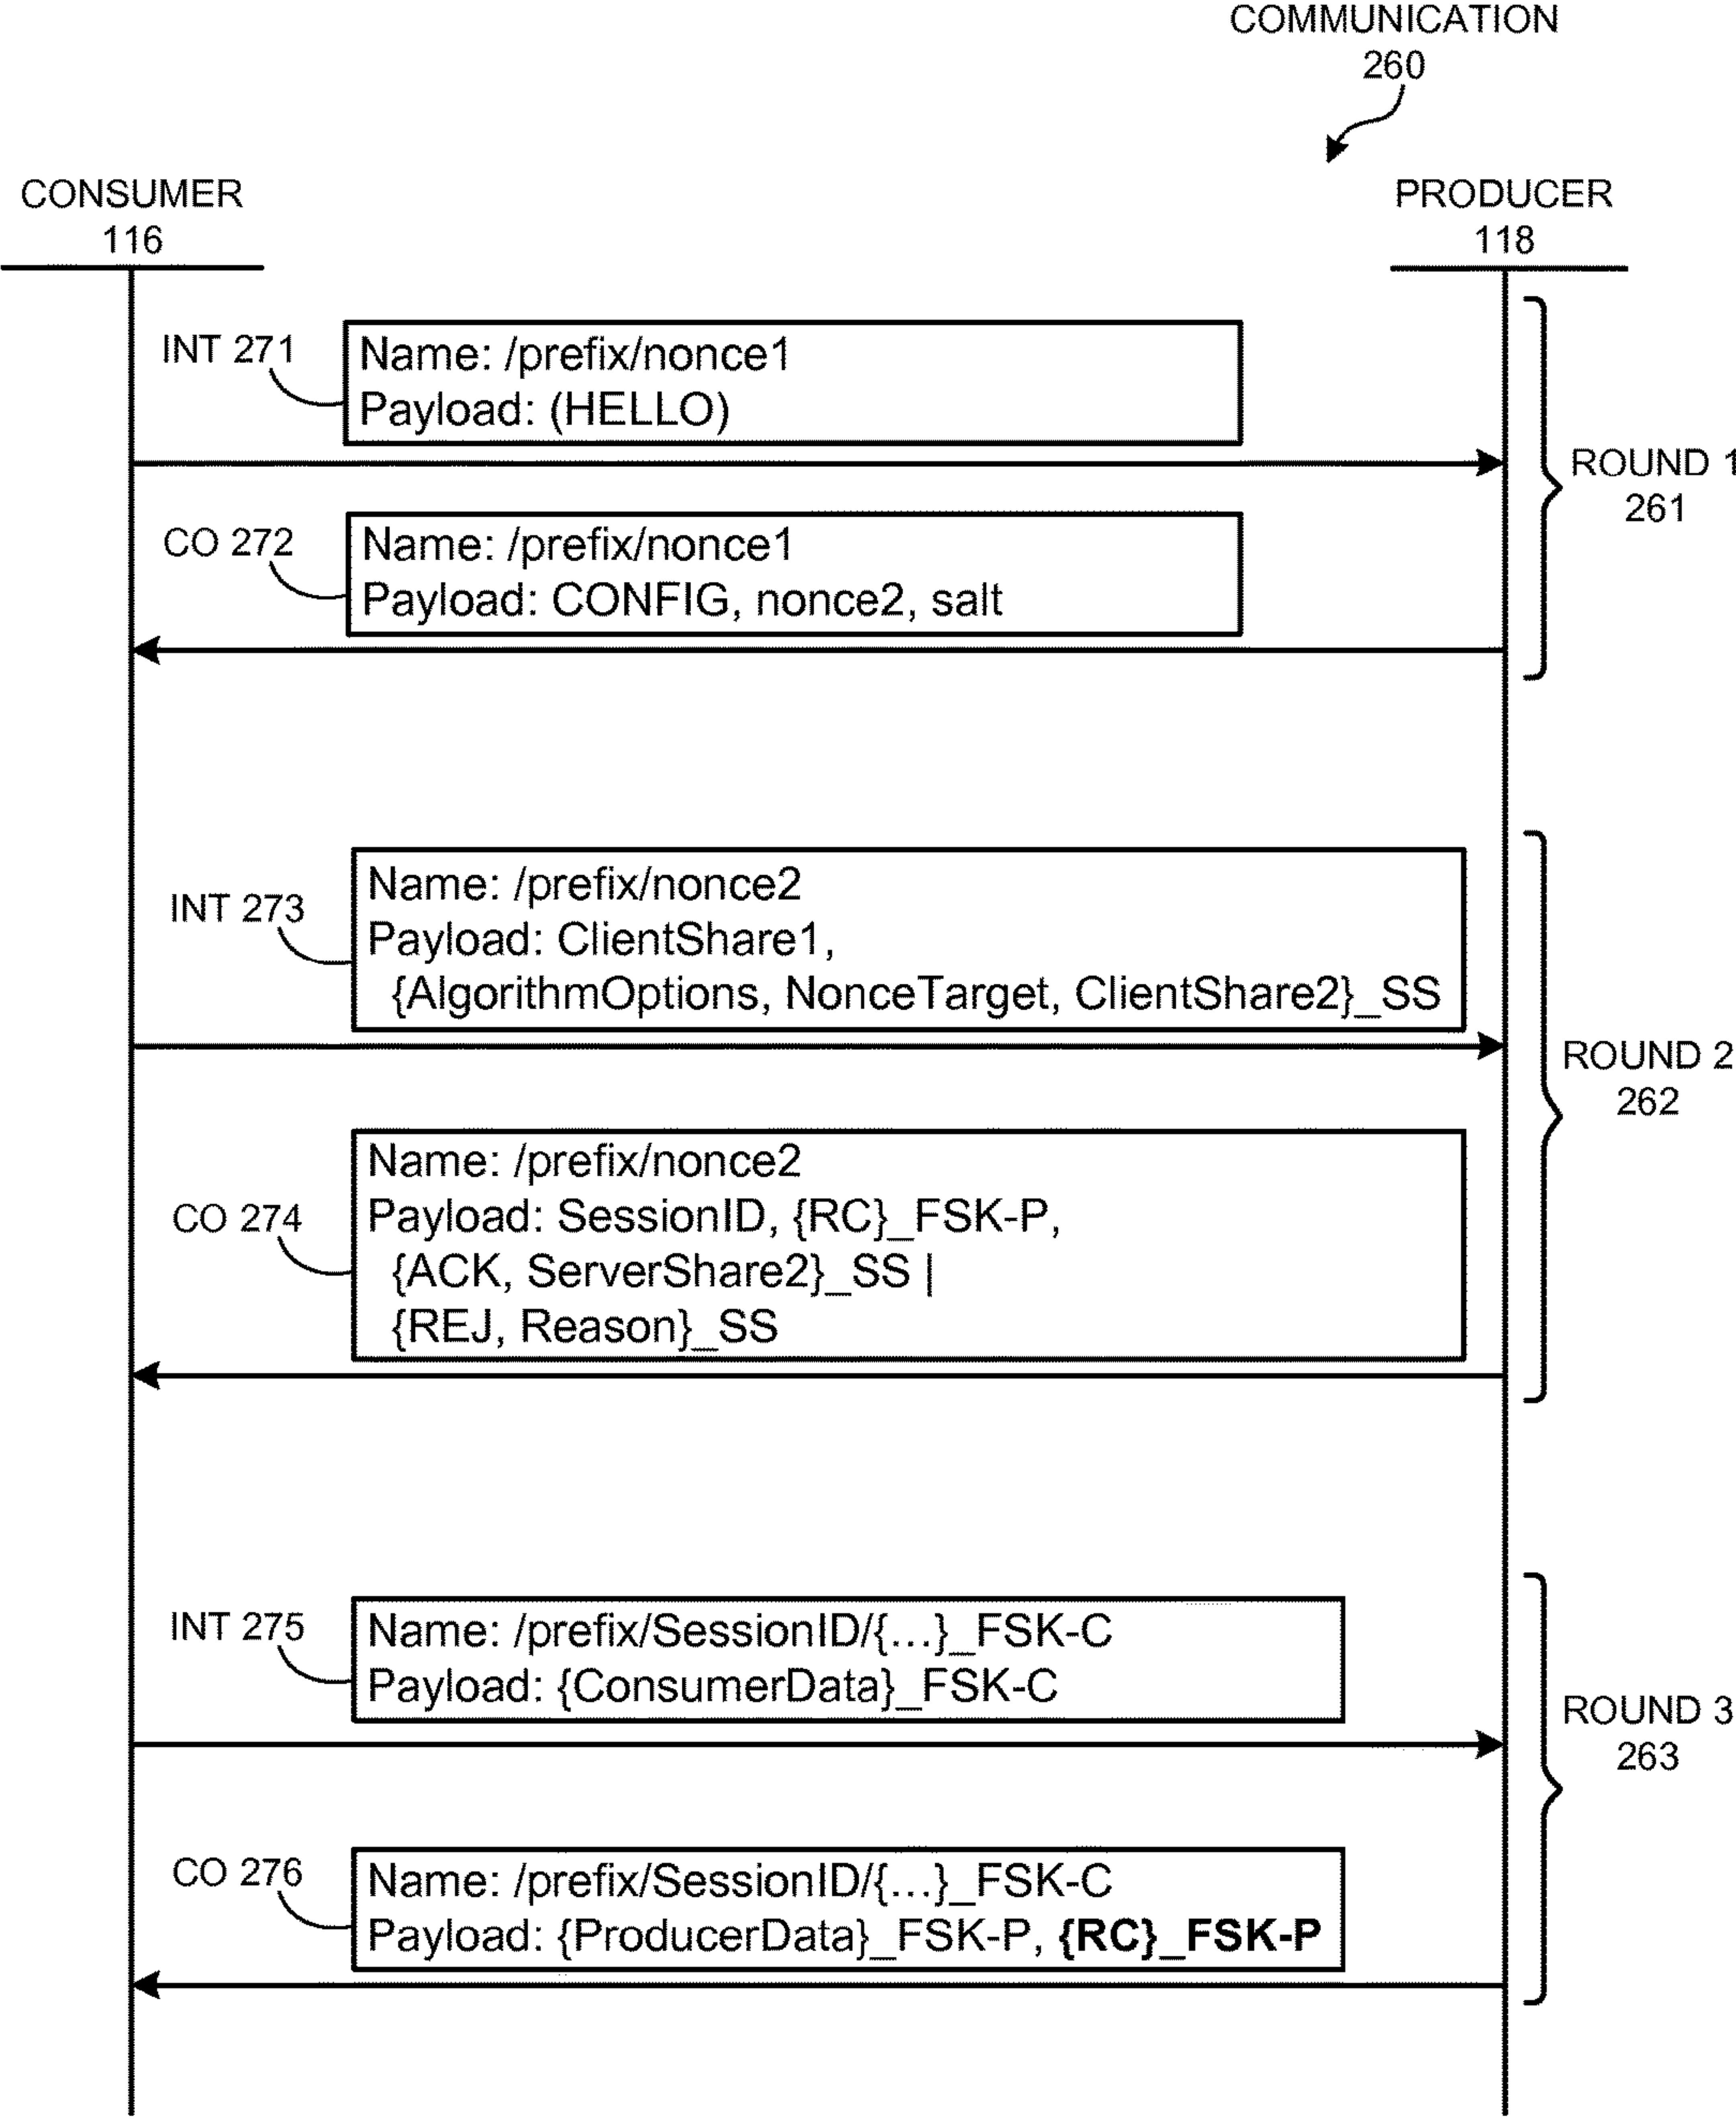 COMMUNICATION
260
CONSUMER
116
PRODUCER
118
INT 271
Name: /prefix/nonce1
Payload: (HELLO)
ROUND 1
261
CO 272
Name: /prefix/nonce1
Payload: CONFIG, nonce2, salt
INT 273
Name: /prefix/nonce2
Payload: ClientShare1,
{AlgorithmOptions, NonceTarget, ClientShare2}_SS
ROUND 2
262
CO 274
Name: /prefix/nonce2
Payload: SessionID, {RC}_FSK-P,
{ACK, ServerShare2}_SS |
{REJ, Reason}_SS
INT 275
Name: /prefix/SessionID/{...}_FSK-C
Payload: {ConsumerData}_FSK-C
ROUND 3
263
CO 276
Name: /prefix/SessionID/{...}_FSK-C
Payload: {ProducerData}_FSK-P, {RC}_FSK-P